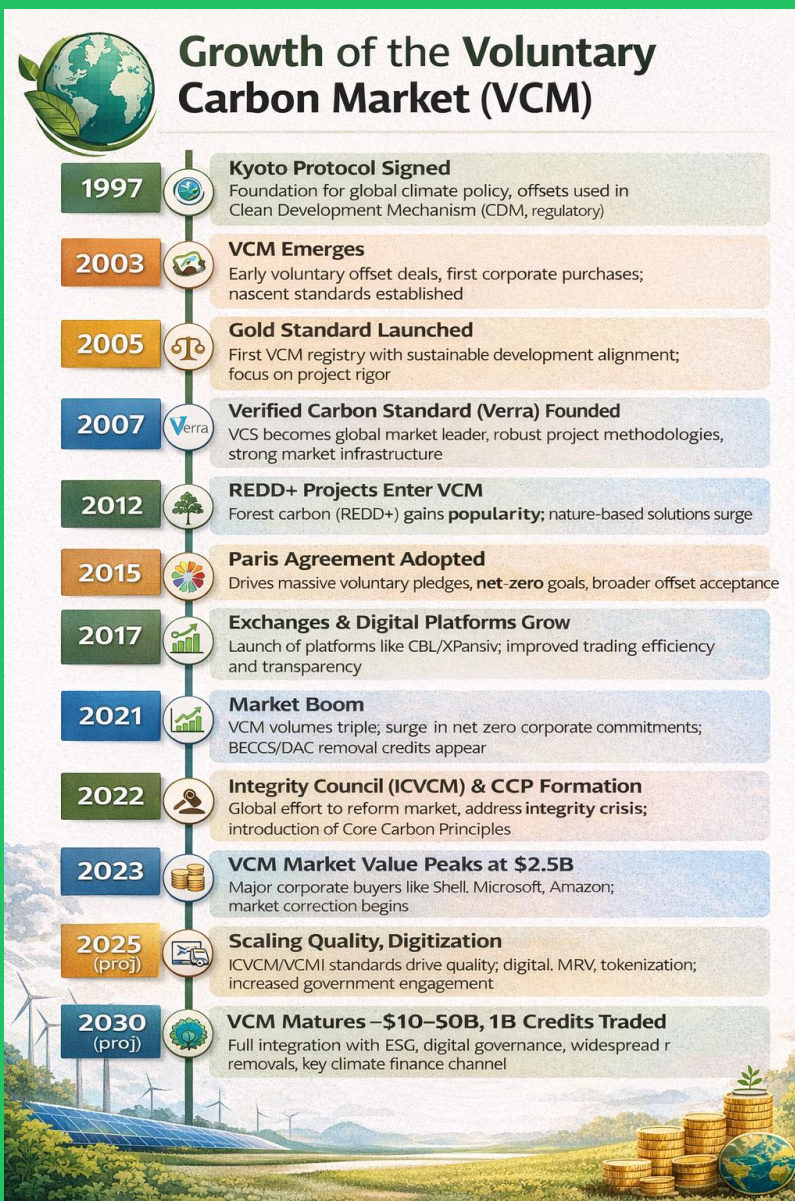 Growth of the Voluntary
Carbon Market (VCM)
1997
Kyoto Protocol Signed
Foundation for global climate policy, offsets used in
Clean Development Mechanism (CDM, regulatory)
2003
VCM Emerges
Early voluntary offset deals, first corporate purchases;
nascent standards established
2005
Gold Standard Launched
First VCM registry with sustainable development alignment;
focus on project rigor
2007
Verra
Verified Carbon Standard (Verra) Founded
VCS becomes global market leader, robust project methodologies,
strong market infrastructure
2012
REDD+ Projects Enter VCM
Forest carbon (REDD+) gains popularity; nature-based solutions surge
2015
Paris Agreement Adopted
Drives massive voluntary pledges, net-zero goals, broader offset acceptance
2017
Exchanges & Digital Platforms Grow
Launch of platforms like CBL/XPansiv; improved trading efficiency
and transparency
2021
Market Boom
VCM volumes triple; surge in net zero corporate commitments;
BECCS/DAC removal credits appear
2022
Integrity Council (ICVCM) & CCP Formation
Global effort to reform market, address integrity crisis;
introduction of Core Carbon Principles
2023
VCM Market Value Peaks at $2.5B
Major corporate buyers like Shell. Microsoft, Amazon;
market correction begins
2025
(proj)
Scaling Quality, Digitization
ICVCM/VCMI standards drive quality; digital. MRV, tokenization;
increased government engagement
2030
(proj)
VCM Matures –$10–50B, 1B Credits Traded
Full integration with ESG, digital governance, widespread r
removals, key climate finance channel